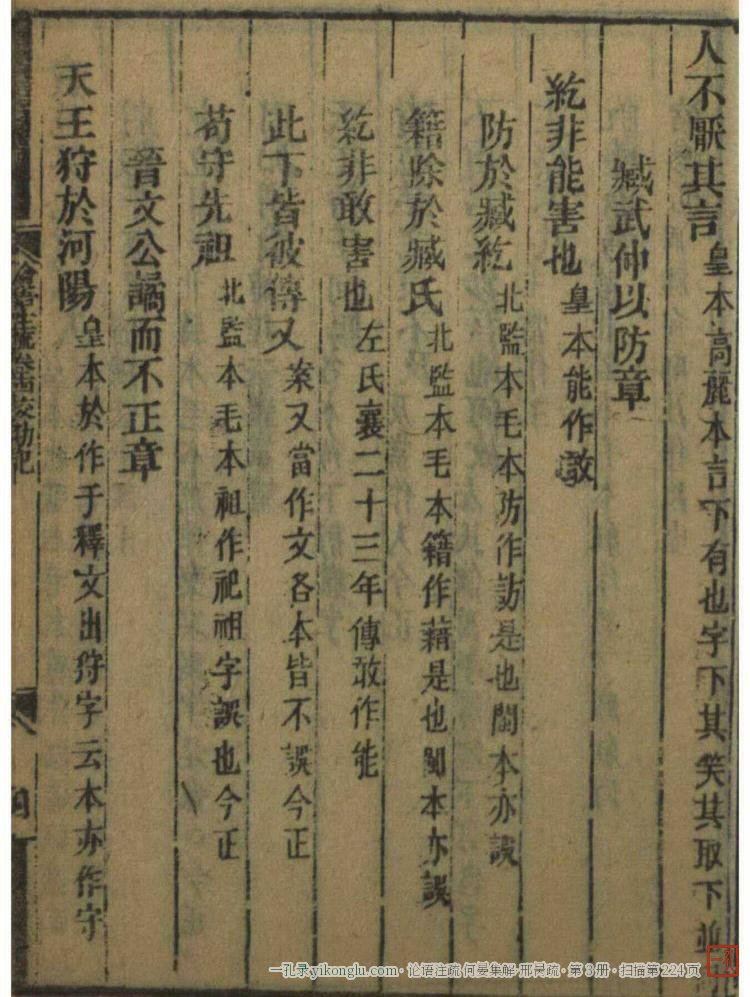 人不厭其言皇本高麗本言下有也字下其笑其取下並
臧武仲以防章
紇非能害也皇本能作敢
防於臧紇北監本毛本防作訪是也閩本亦誤
籍除於臧氏北監本毛本籍作藉是也閩本亦誤
紇非敢害也左氏襄二十三年傳敢作能
此下皆彼傳又案又當作文各本皆不誤今正
苟守先祖北監本毛本祖作祀祖字誤也今正
晉文公譎而不正章
天王狩於河陽皇本於作于釋文出狩字云本亦作守
一孔录yikonglu.com·论语注疏.何晏集解.邢昺疏·第8册·扫描第224页